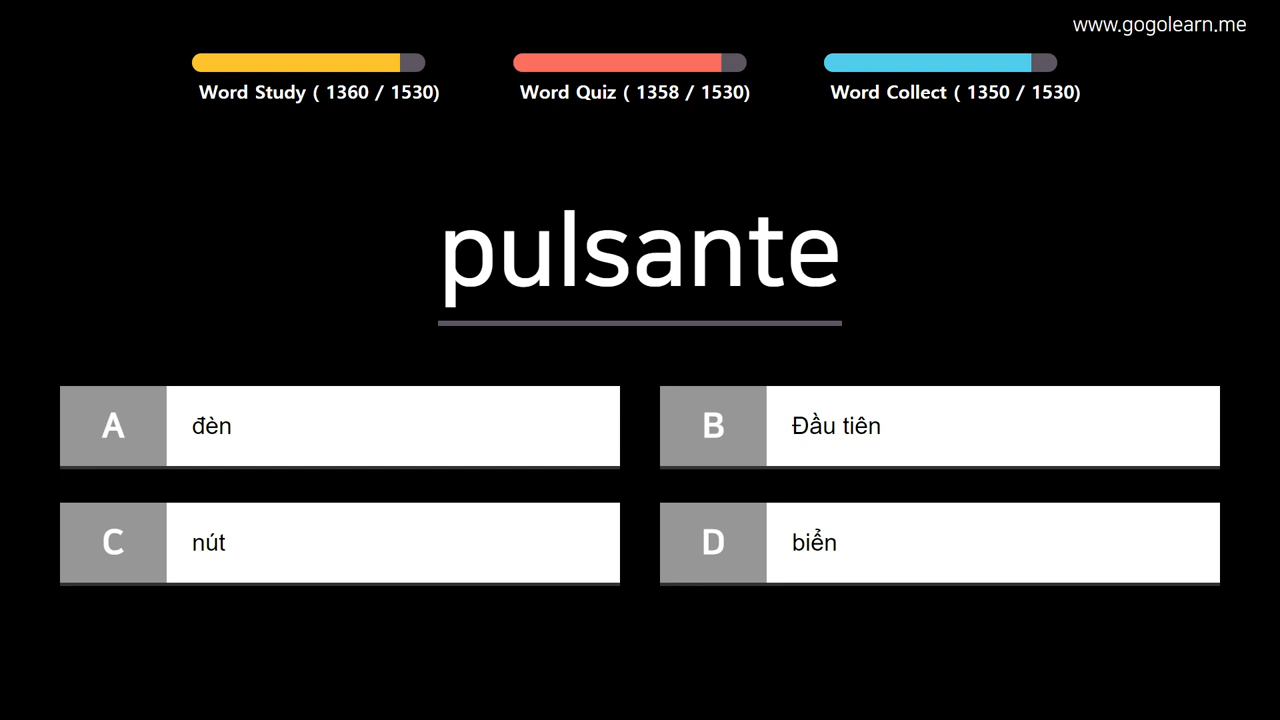 www.gogolearn.me
Word Study ( 1360 / 1530)
Word Quiz ( 1358 / 1530)
Word Collect ( 1350 / 1530)
pulsante
A đèn
B Đầu tiên
C nút
D biển